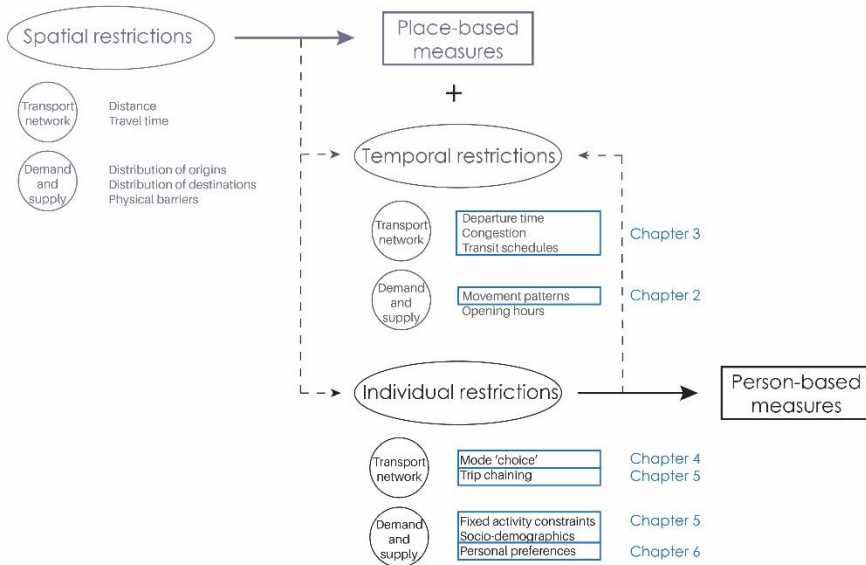 Spatial restrictions
Place-based
measures
Transport
network
Distance
Travel time
+
Demand
and
supply
Distribution of origins
Distribution of destinations
Physical barriers
Temporal restrictions
Transport
network
Departure time
Congestion
Transit schedules
Chapter 3
Demand
and
supply
Movement patterns
Opening hours
Chapter 2
Individual restrictions
Person-based
measures
Transport
network
Mode ‘choice’
Trip chaining
Chapter 4
Chapter 5
Demand
and
supply
Fixed activity constraints
Socio-demographics
Personal preferences
Chapter 5
Chapter 6